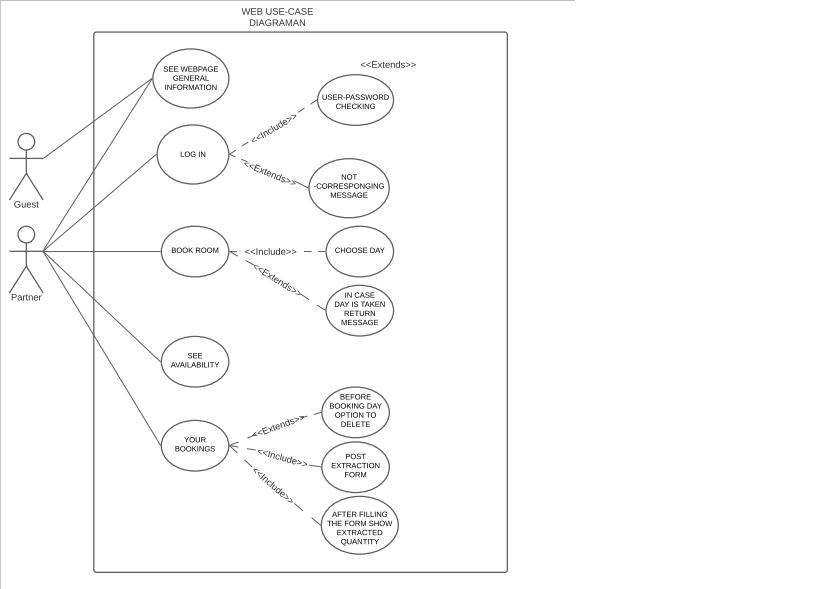 WEB USE-CASE
DIAGRAMAN
<<Extends>>
SEE WEBPAGE
GENERAL
INFORMATION
USER-PASSWORD
CHECKING
<<Include>>
LOG IN
<<Extends>>
NOT
-CORRESPONGING
MESSAGE
Guest
BOOK ROOM
<<Include>>
CHOOSE DAY
<<Extends>>
IN CASE
DAY IS TAKEN
RETURN
MESSAGE
Partner
SEE
AVAILABILITY
BEFORE
BOOKING DAY
OPTION TO
DELETE
<<Extends>>
YOUR
BOOKINGS
<<Include>>
POST
EXTRACTION
FORM
<<Include>>
AFTER FILLING
THE FORM SHOW
EXTRACTED
QUANTITY